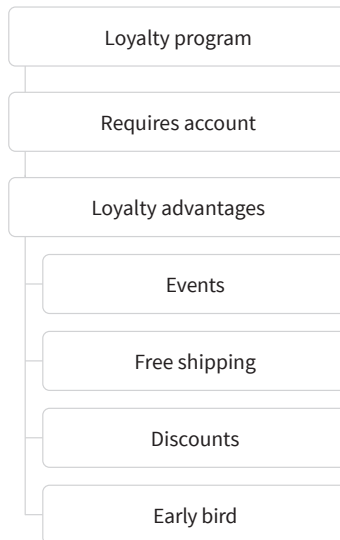 Loyalty program
Requires account
Loyalty advantages
Events
Free shipping
Discounts
Early bird